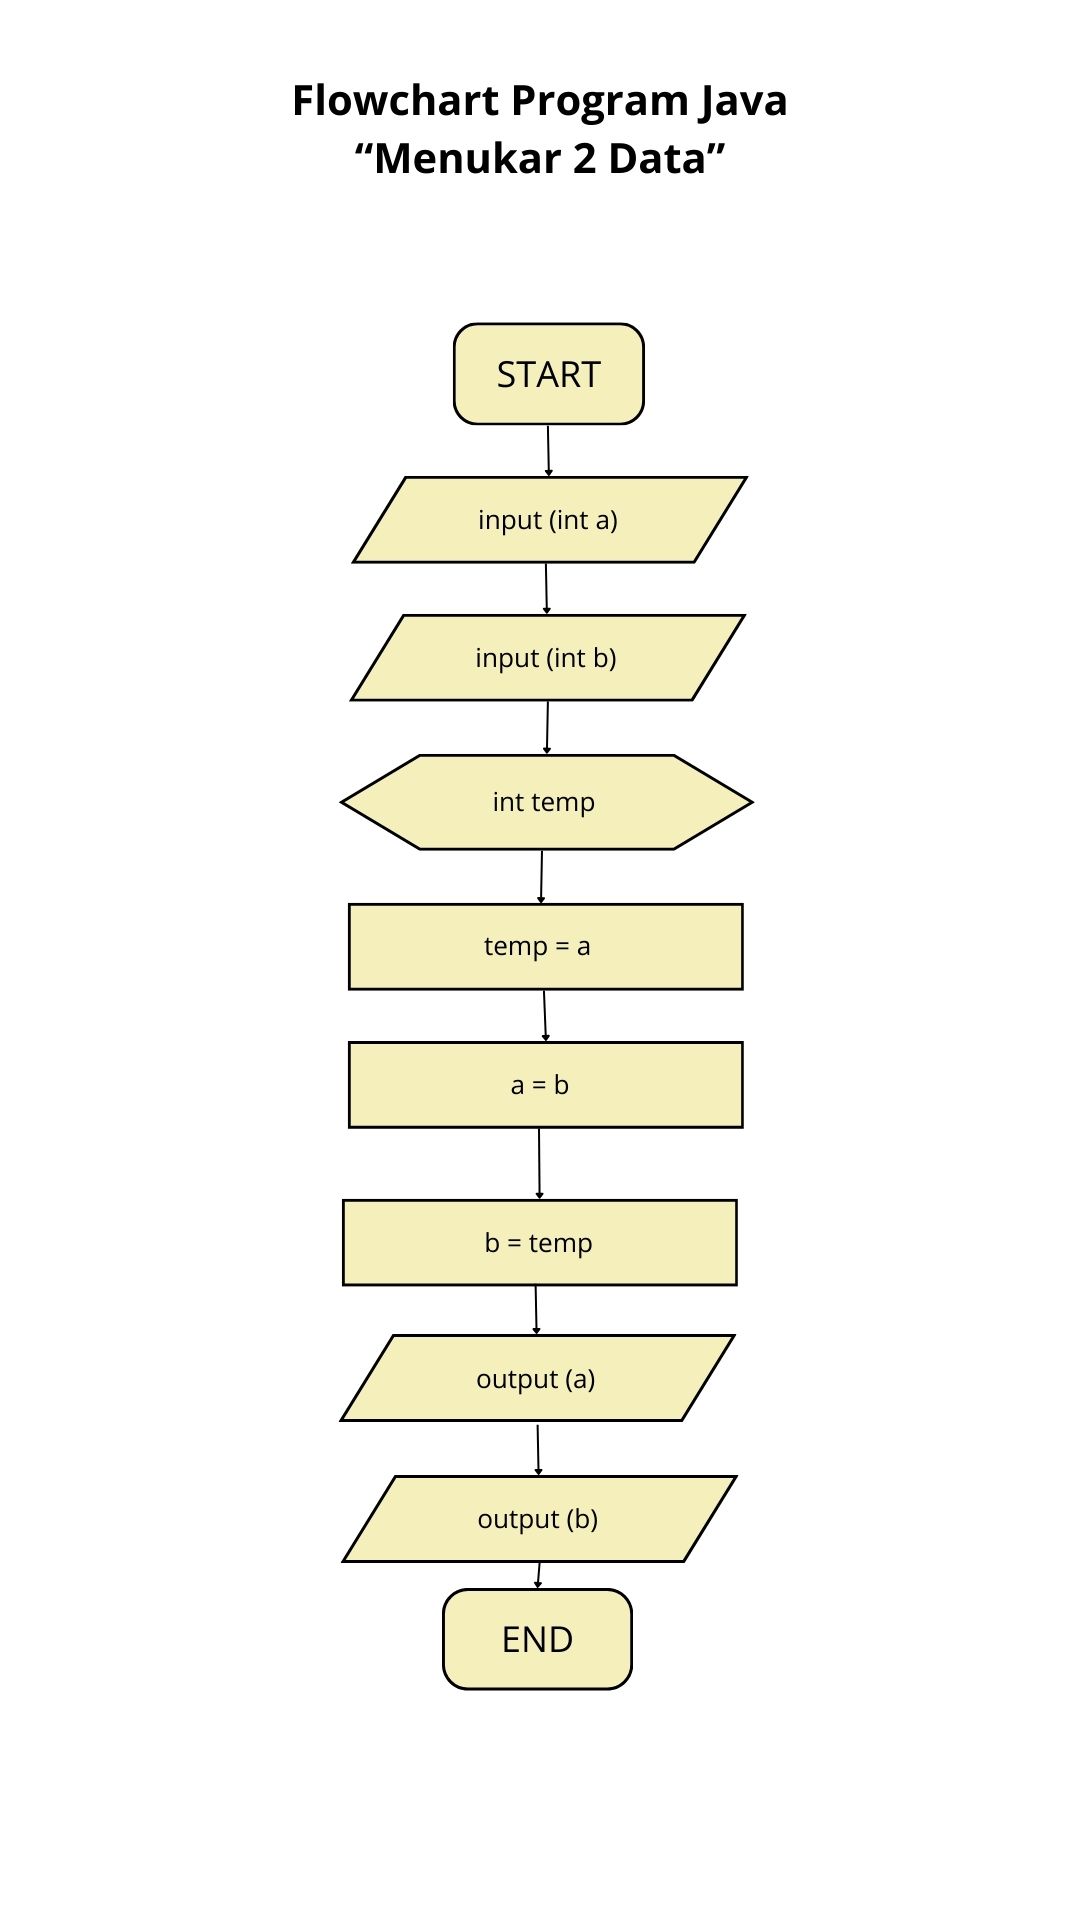 Flowchart Program Java
“Menukar 2 Data”
START
input (int a)
input (int b)
int temp
temp = a
a = b
b = temp
output (a)
output (b)
END